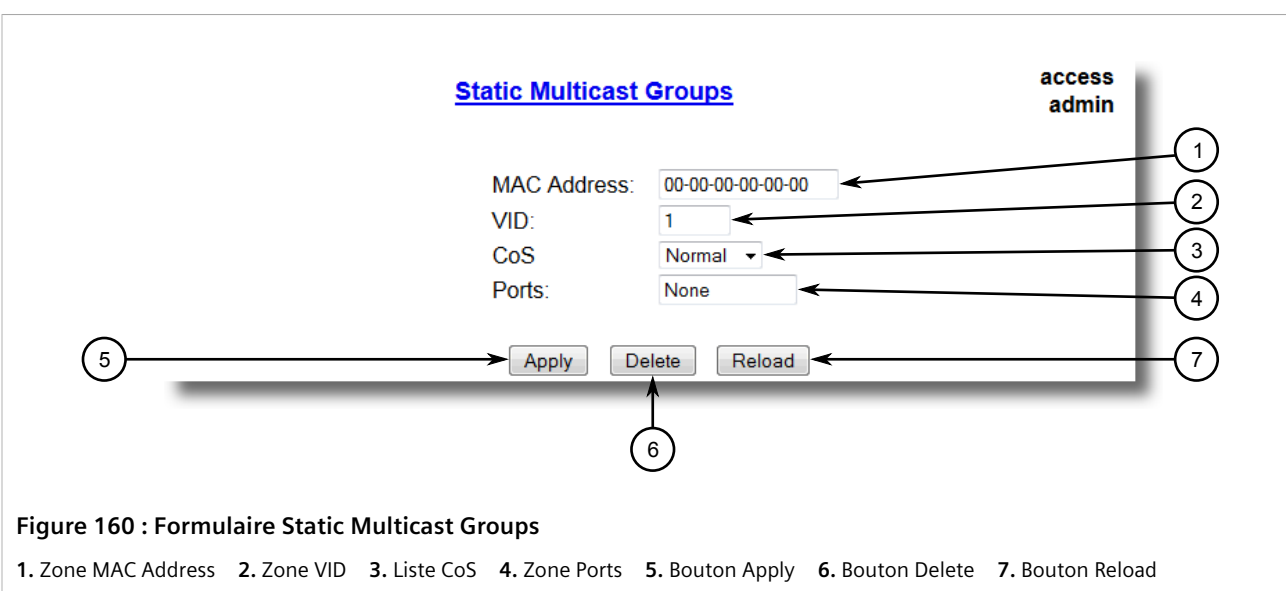 Static Multicast Groups
access
admin
1
MAC Address: 00-00-00-00-00-00
2
VID: 1
CoS Normal
3
Ports: None
4
5
Apply Delete Reload
7
6
Figure 160 : Formulaire Static Multicast Groups
1. Zone MAC Address 2. Zone VID 3. Liste CoS 4. Zone Ports 5. Bouton Apply 6. Bouton Delete 7. Bouton Reload